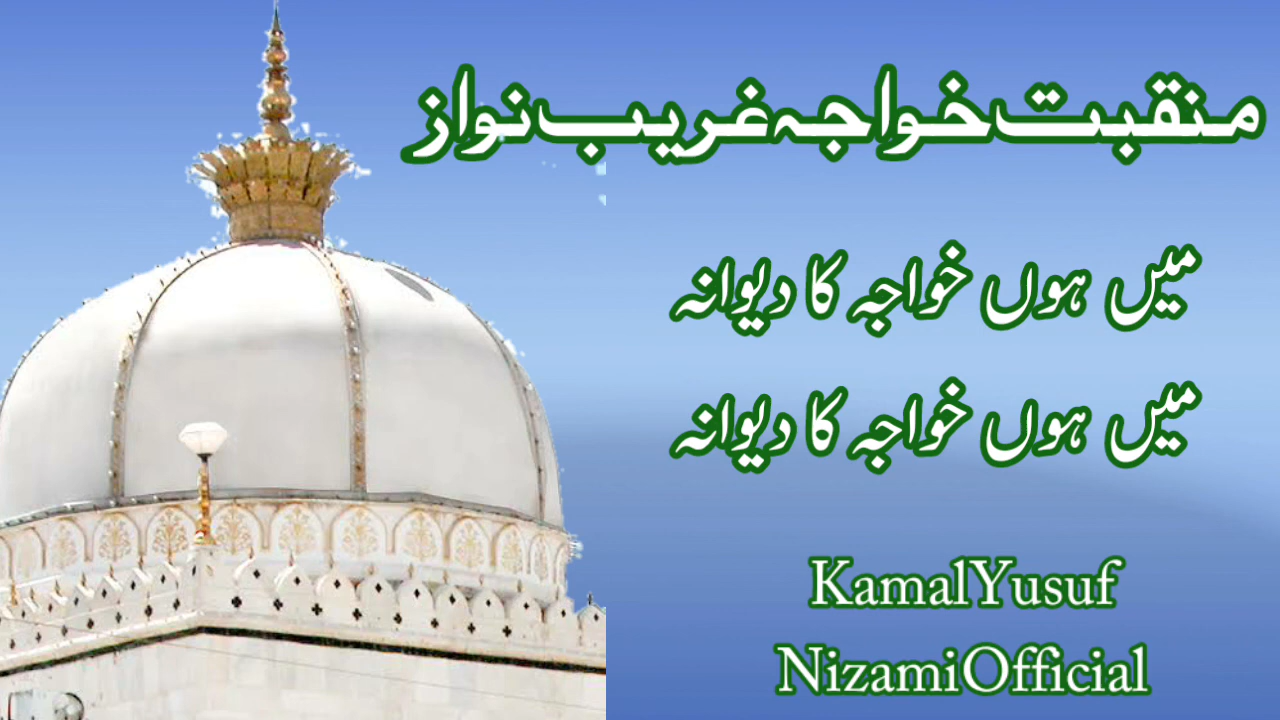 منقبت خواجہ غریب نواز
میں ہوں خواجہ کا دیوانہ
میں ہوں خواجہ کا دیوانہ
KamalYusuf
NizamiOfficial